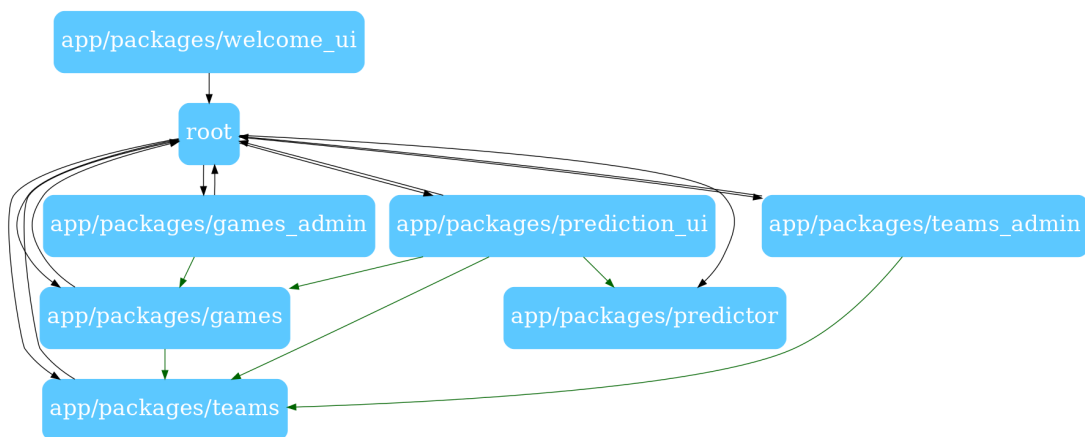 app/packages/welcome_ui
root
app/packages/games_admin
app/packages/prediction_ui
app/packages/teams_admin
app/packages/games
app/packages/predictor
app/packages/teams